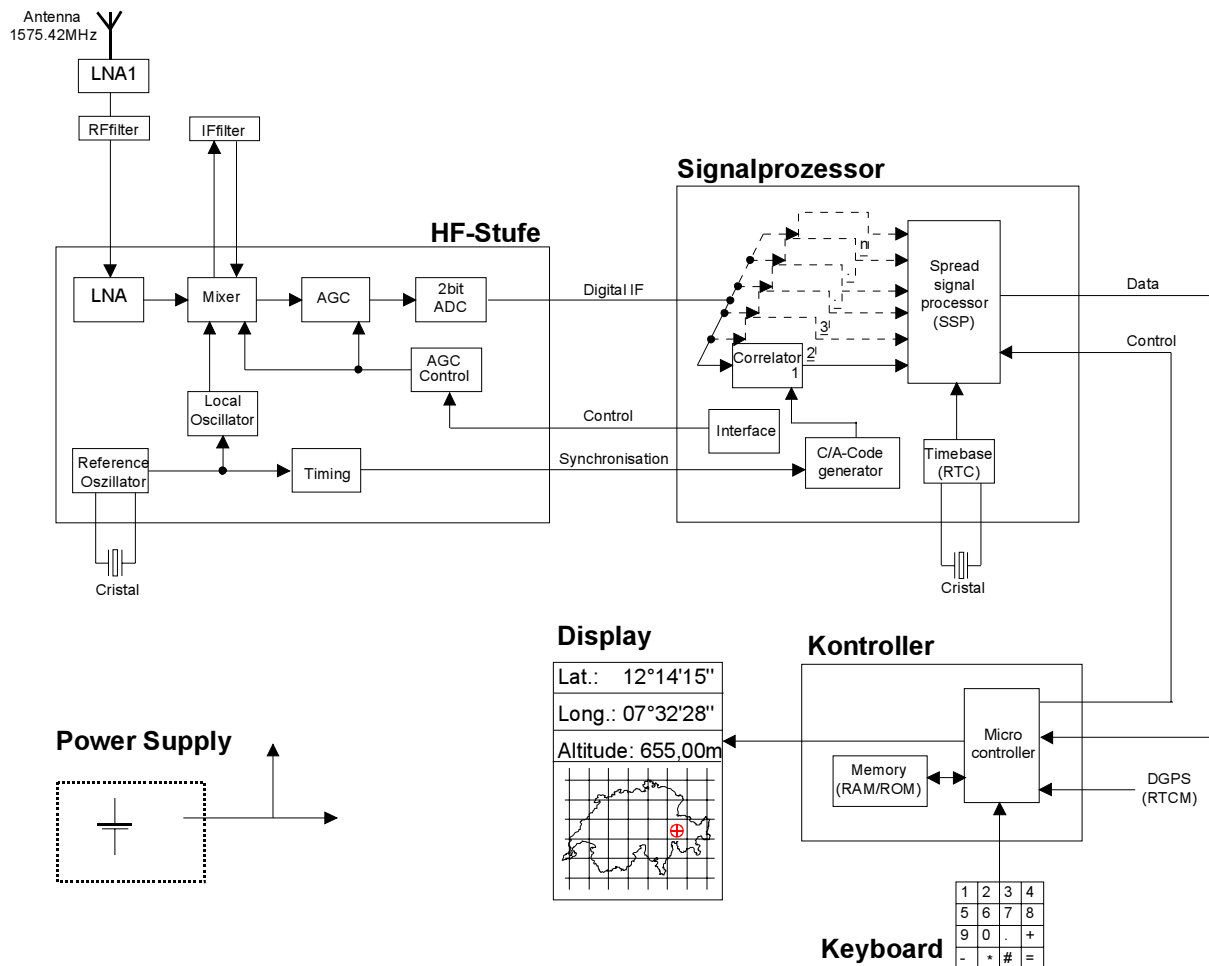 Antenna
1575.42MHz
LNA1
RFfilter
IFfilter
HF-Stufe
LNA
Mixer
AGC
2bit
ADC
AGC
Control
Local
Oscillator
Reference
Oszillator
Timing
Cristal
Digital IF
Control
Synchronisation
Signalprozessor
n
.
.
3
2
Correlator
1
Spread
signal
processor
(SSP)
Interface
C/A-Code
generator
Timebase
(RTC)
Cristal
Data
Control
Display
Lat.: 12°14'15''
Long.: 07°32'28''
Altitude: 655,00m
Kontroller
Micro
controller
Memory
(RAM/ROM)
DGPS
(RTCM)
Power Supply
Keyboard
1 2 3 4
5 6 7 8
9 0 . +
- * # =